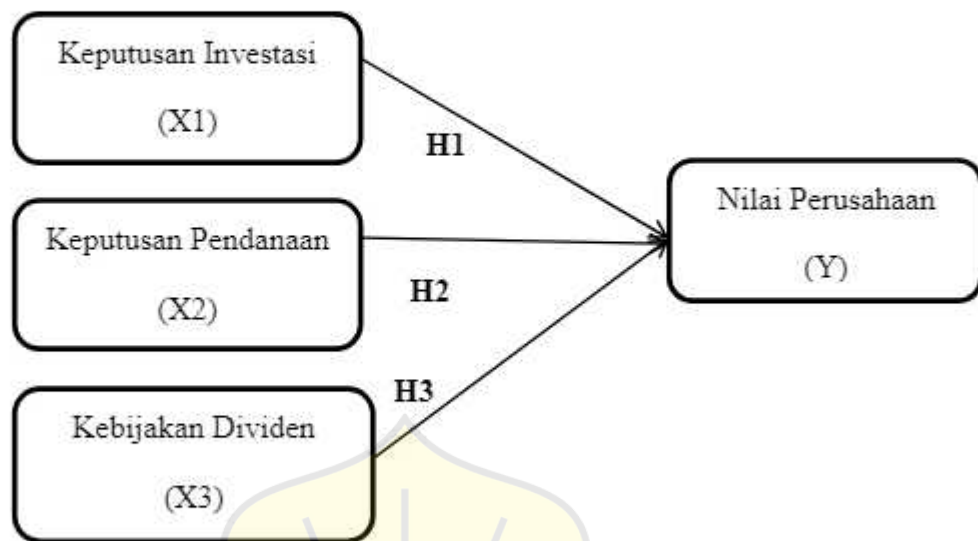 Keputusan Investasi
(X1)
H1
Keputusan Pendanaan
(X2)
H2
Kebijakan Dividen
(X3)
H3
Nilai Perusahaan
(Y)